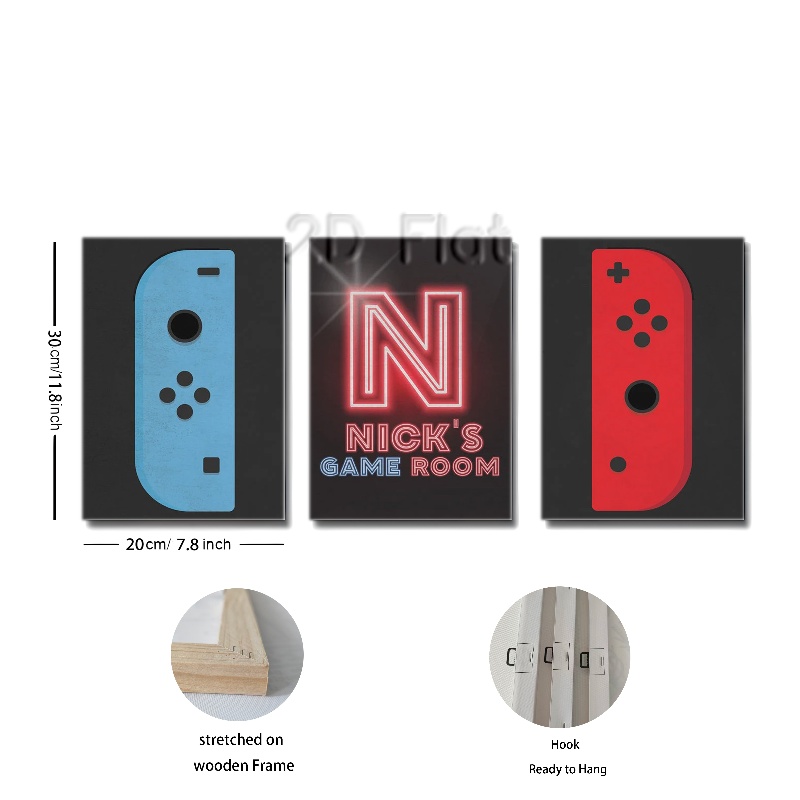 2D Flat
30cm/11.8inch
N
NICK'S
GAME ROOM
20cm/ 7.8 inch
stretched on
wooden Frame
Hook
Ready to Hang